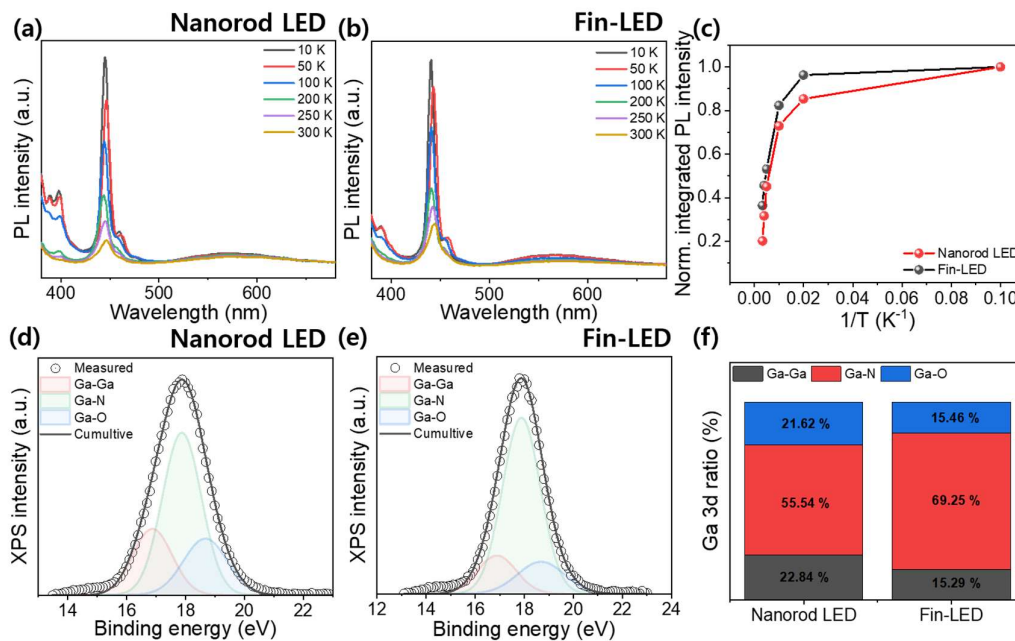 Nanorod LED
(a)
10 K
50 K
100 K
200 K
250 K
300 K
PL intensity (a.u.)
400
500
600
Wavelength (nm)
Fin-LED
(b)
10 K
50 K
100 K
200 K
250 K
300 K
PL intensity (a.u.)
400
500
600
Wavelength (nm)
(c)
Norm. integrated PL intensity
1.0
0.8
0.6
0.4
0.2
Nanorod LED
Fin-LED
0.00
0.02
0.04
0.06
0.08
0.10
1/T (K⁻¹)
(d)
Nanorod LED
Measured
Ga-Ga
Ga-N
Ga-O
Cumultive
XPS intensity (a.u.)
14
16
18
20
22
Binding energy (eV)
(e)
Fin-LED
Measured
Ga-Ga
Ga-N
Ga-O
Cumultive
XPS intensity (a.u.)
12
14
16
18
20
22
24
Binding energy (eV)
(f)
Ga-Ga
Ga-N
Ga-O
Ga 3d ratio (%)
21.62 %
15.46 %
55.54 %
69.25 %
22.84 %
15.29 %
Nanorod LED
Fin-LED